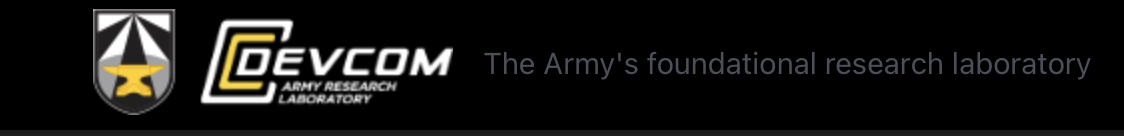 DEVCOM
ARMY RESEARCH
LABORATORY
The Army's foundational research laboratory